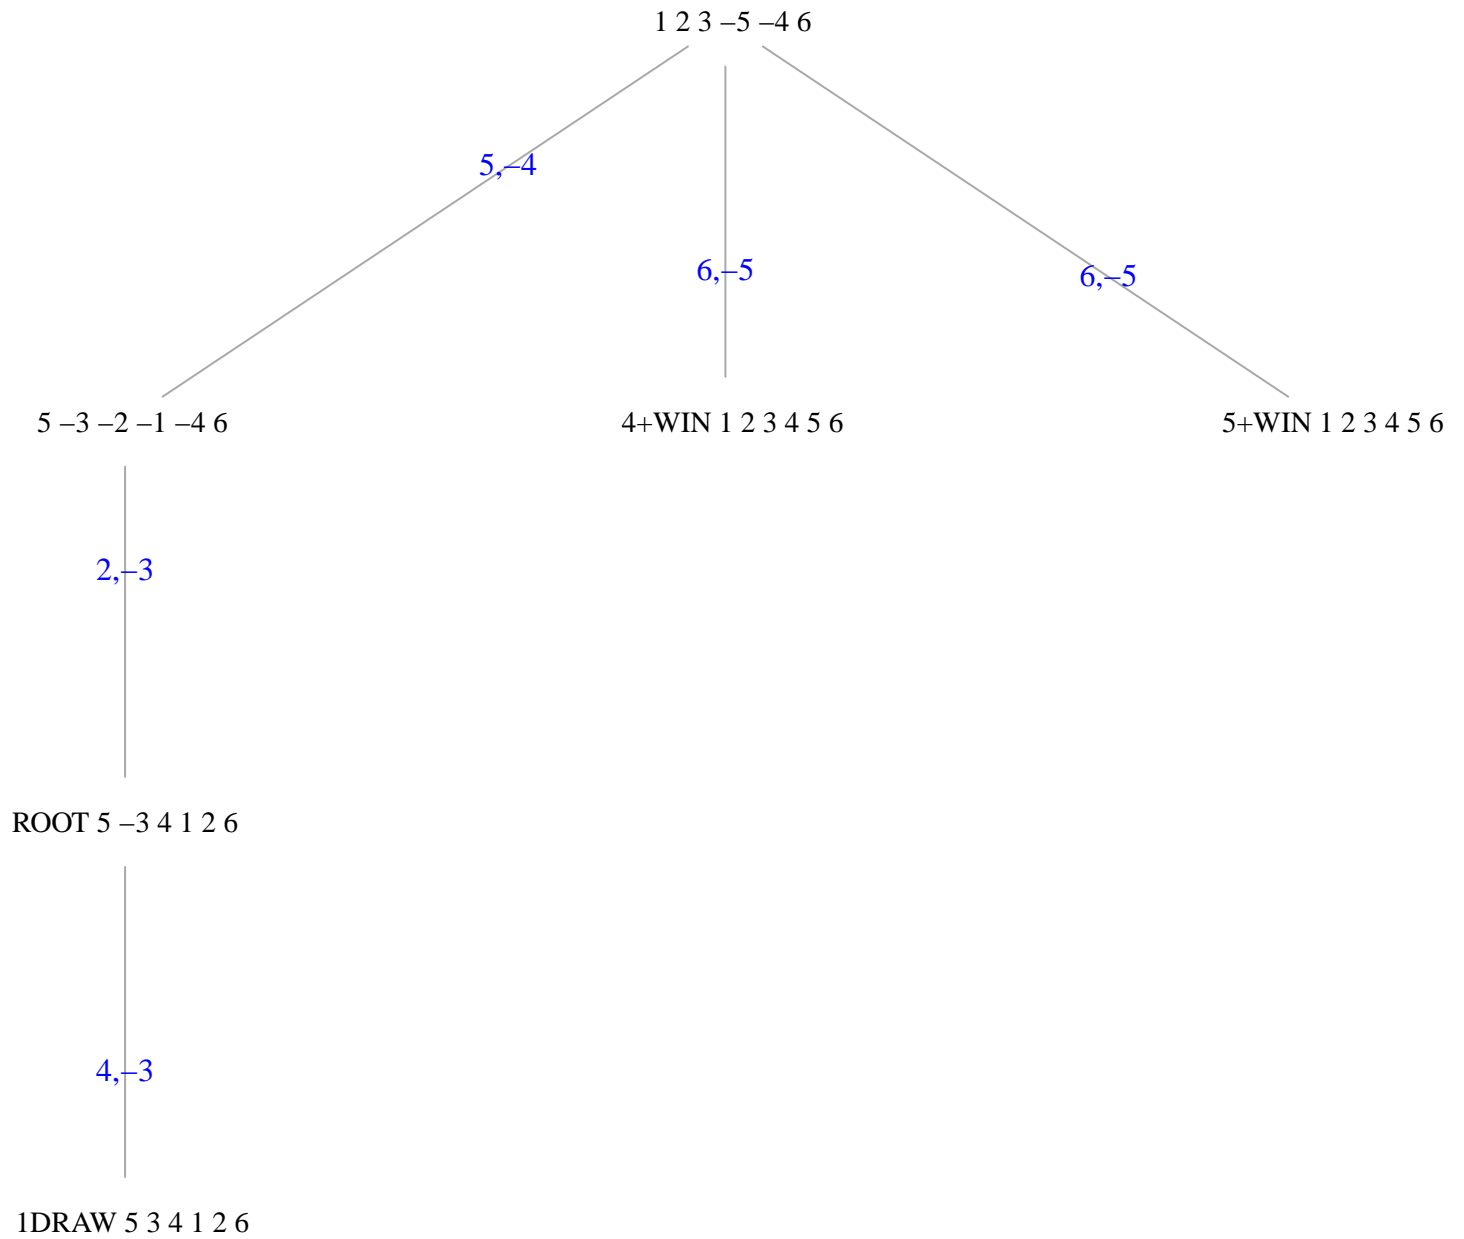 1 2 3 –5 –4 6
5,–4
6,–5
6,–5
5 –3 –2 –1 –4 6
4+WIN 1 2 3 4 5 6
5+WIN 1 2 3 4 5 6
2,–3
ROOT 5 –3 4 1 2 6
4,–3
1DRAW 5 3 4 1 2 6